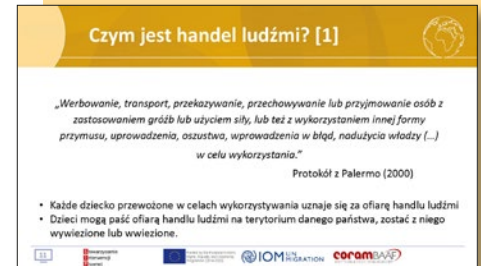 Czym jest handel ludźmi? [1]
„Werbowanie, transport, przekazywanie, przechowywanie lub przyjmowanie osób z
zastosowaniem gróźb lub użyciem siły, lub też z wykorzystaniem innej formy
przymusu, uprowadzenia, oszustwa, wprowadzenia w błąd, nadużycia władzy (...)
w celu wykorzystania.”
Protokół z Palermo (2000)
• Każde dziecko przewożone w celach wykorzystywania uznaje się za ofiarę handlu ludźmi
• Dzieci mogą paść ofiarą handlu ludźmi na terytorium danego państwa, zostać z niego
wywiezione lub wwiezione.
11
IOM UN MIGRATION
coramBAAF